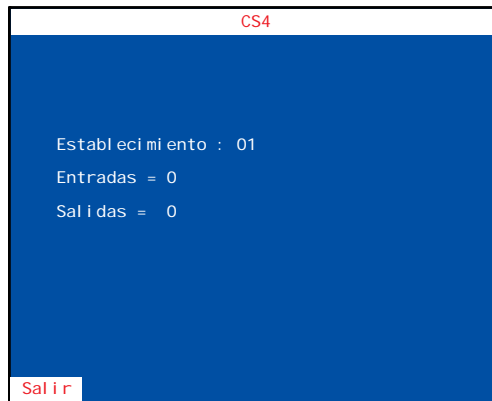 CS4
Establecimiento : 01
Entradas = 0
Salidas = 0
Salir